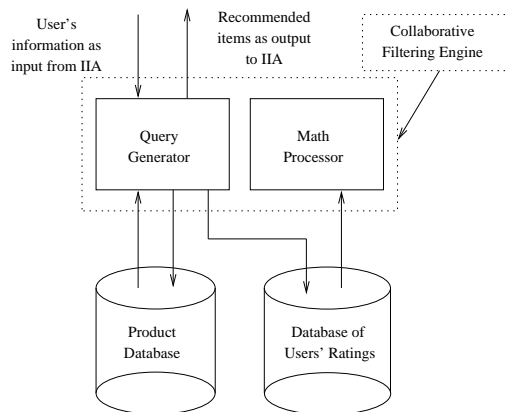 User's
information as
input from IIA
Recommended
items as output
to IIA
Collaborative
Filtering Engine
Query
Generator
Math
Processor
Product
Database
Database of
Users' Ratings